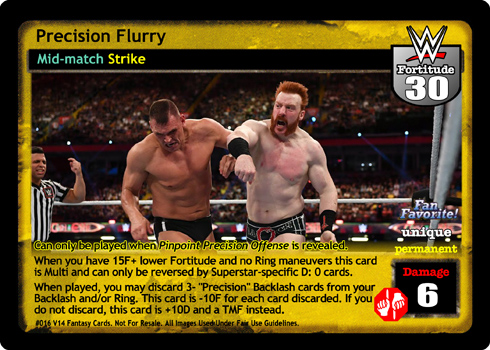 Precision Flurry
Mid-match Strike
W
Fortitude
30
Fan
Favorite!
unique
permanent
Can only be played when Pinpoint Precision Offense is revealed.
When you have 15F+ lower Fortitude and no Ring maneuvers this card
is Multi and can only be reversed by Superstar-specific D: 0 cards.
When played, you may discard 3- "Precision" Backlash cards from your
Backlash and/or Ring. This card is -10F for each card discarded. If you
do not discard, this card is +10D and a TMF instead.
Damage
6
#016 V14 Fantasy Cards. Not For Resale. All Images Used Under Fair Use Guidelines.